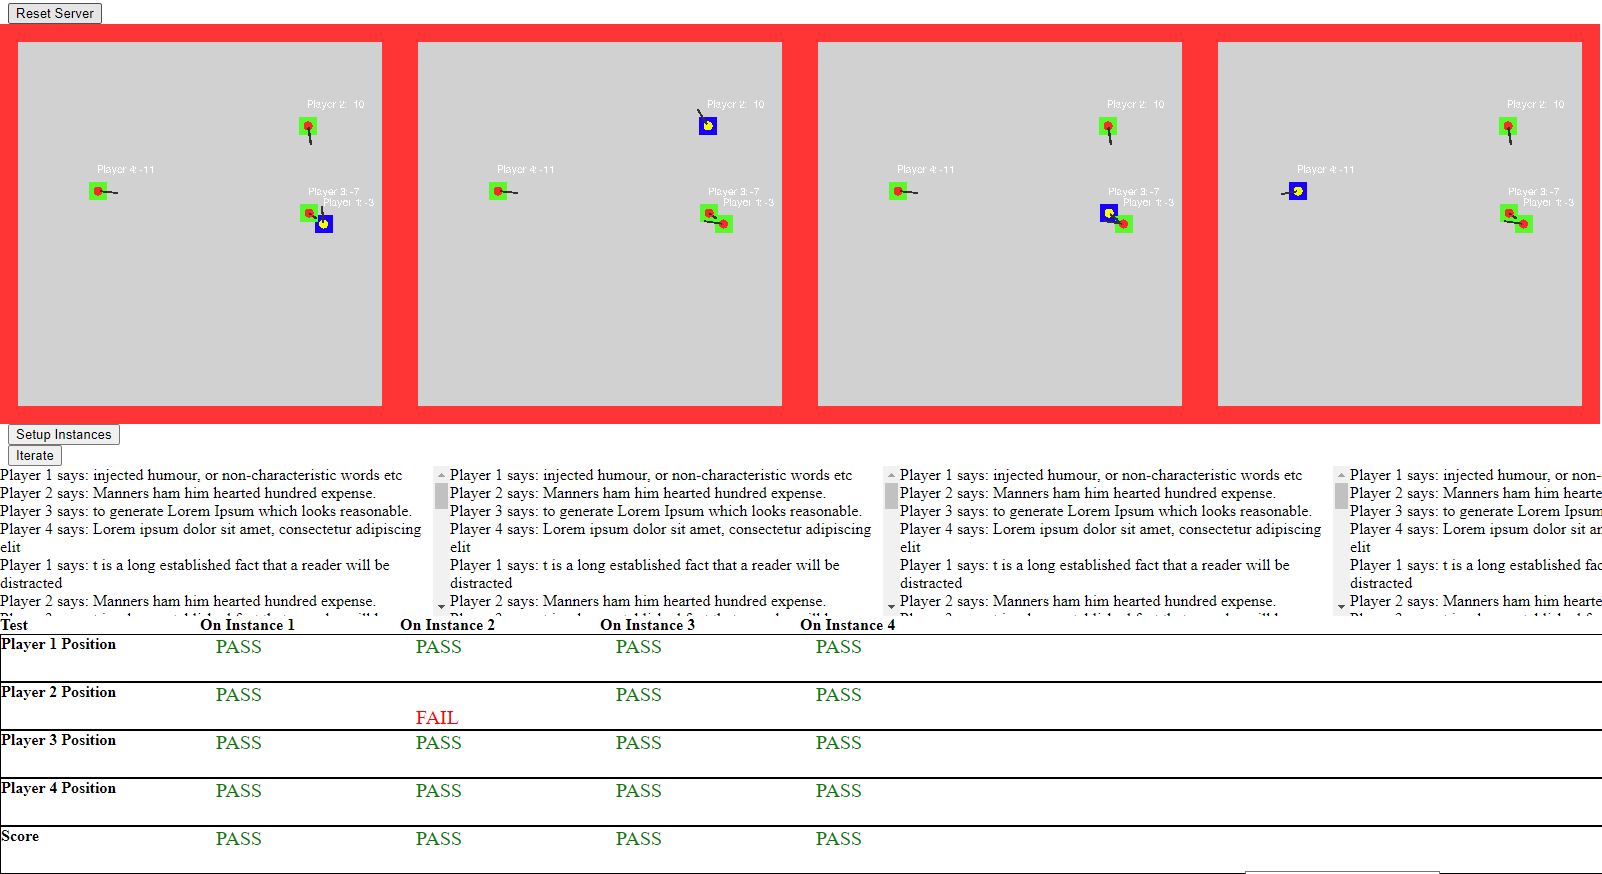 Reset Server
Player 2: 10
Player 4: -11
Player 3: -7
Player 1: -3
Player 2: 10
Player 4: -11
Player 3: -7
Player 1: -3
Player 2: 10
Player 4: -11
Player 3: -7
Player 1: -3
Player 2: 10
Player 4: -11
Player 3: -7
Player 1: -3
Setup Instances
Iterate
Player 1 says: injected humour, or non-characteristic words etc
Player 2 says: Manners ham him hearted hundred expense.
Player 3 says: to generate Lorem Ipsum which looks reasonable.
Player 4 says: Lorem ipsum dolor sit amet, consectetur adipiscing
elit
Player 1 says: t is a long established fact that a reader will be
distracted
Player 2 says: Manners ham him hearted hundred expense.
Player 1 says: injected humour, or non-characteristic words etc
Player 2 says: Manners ham him hearted hundred expense.
Player 3 says: to generate Lorem Ipsum which looks reasonable.
Player 4 says: Lorem ipsum dolor sit amet, consectetur adipiscing
elit
Player 1 says: t is a long established fact that a reader will be
distracted
Player 2 says: Manners ham him hearted hundred expense.
Player 1 says: injected humour, or non-characteristic words etc
Player 2 says: Manners ham him hearted hundred expense.
Player 3 says: to generate Lorem Ipsum which looks reasonable.
Player 4 says: Lorem ipsum dolor sit amet, consectetur adipiscing
elit
Player 1 says: t is a long established fact that a reader will be
distracted
Player 2 says: Manners ham him hearted hundred expense.
Player 1 says: injected humour, or non-
Player 2 says: Manners ham him hearte
Player 3 says: to generate Lorem Ipsum
Player 4 says: Lorem ipsum dolor sit a
elit
Player 1 says: t is a long established fac
distracted
Player 2 says: Manners ham him hearte
Test On Instance 1 On Instance 2 On Instance 3 On Instance 4
Player 1 Position PASS PASS PASS PASS
Player 2 Position PASS PASS PASS
FAIL
Player 3 Position PASS PASS PASS PASS
Player 4 Position PASS PASS PASS PASS
Score PASS PASS PASS PASS